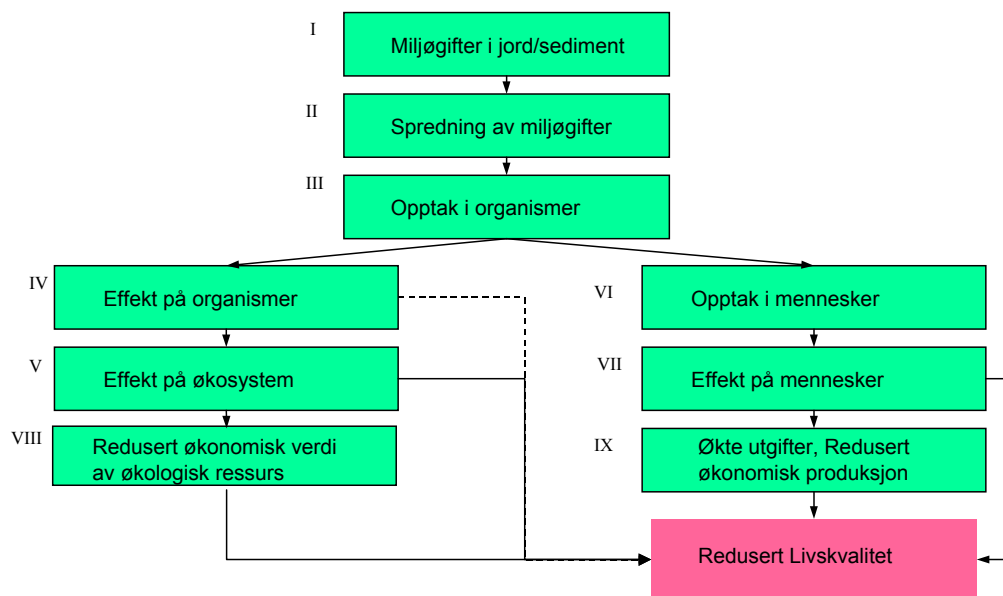 I
Miljøgifter i jord/sediment
II
Spredning av miljøgifter
III
Opptak i organismer
IV
Effekt på organismer
V
Effekt på økosystem
VIII
Redusert økonomisk verdi
av økologisk ressurs
VI
Opptak i mennesker
VII
Effekt på mennesker
IX
Økte utgifter, Redusert
økonomisk produksjon
Redusert Livskvalitet